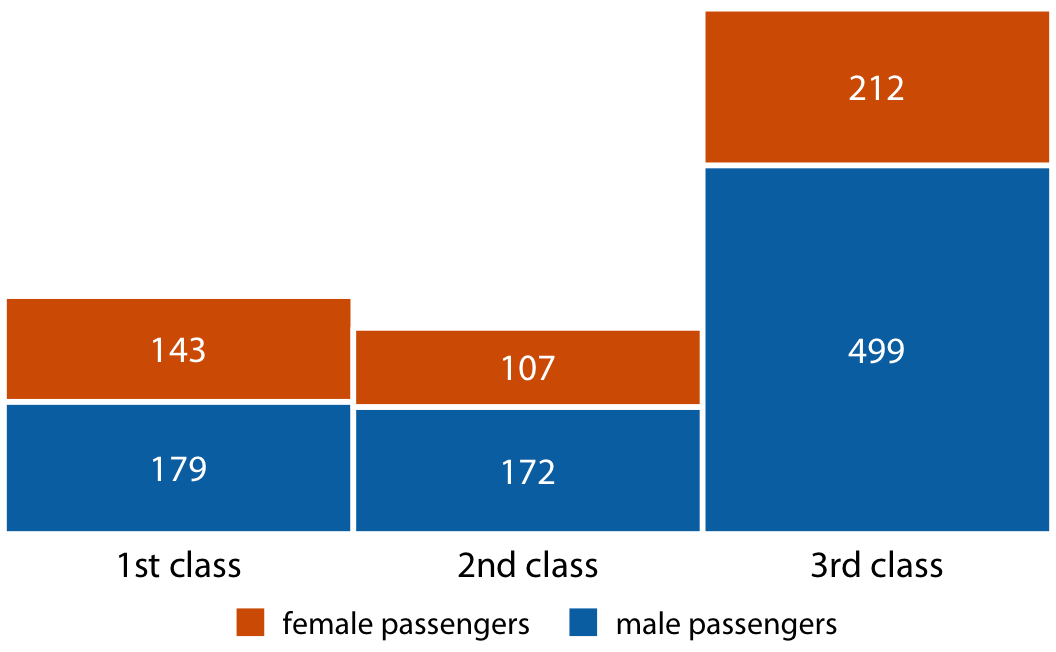 212
143
107
499
179
172
1st class
2nd class
3rd class
female passengers
male passengers